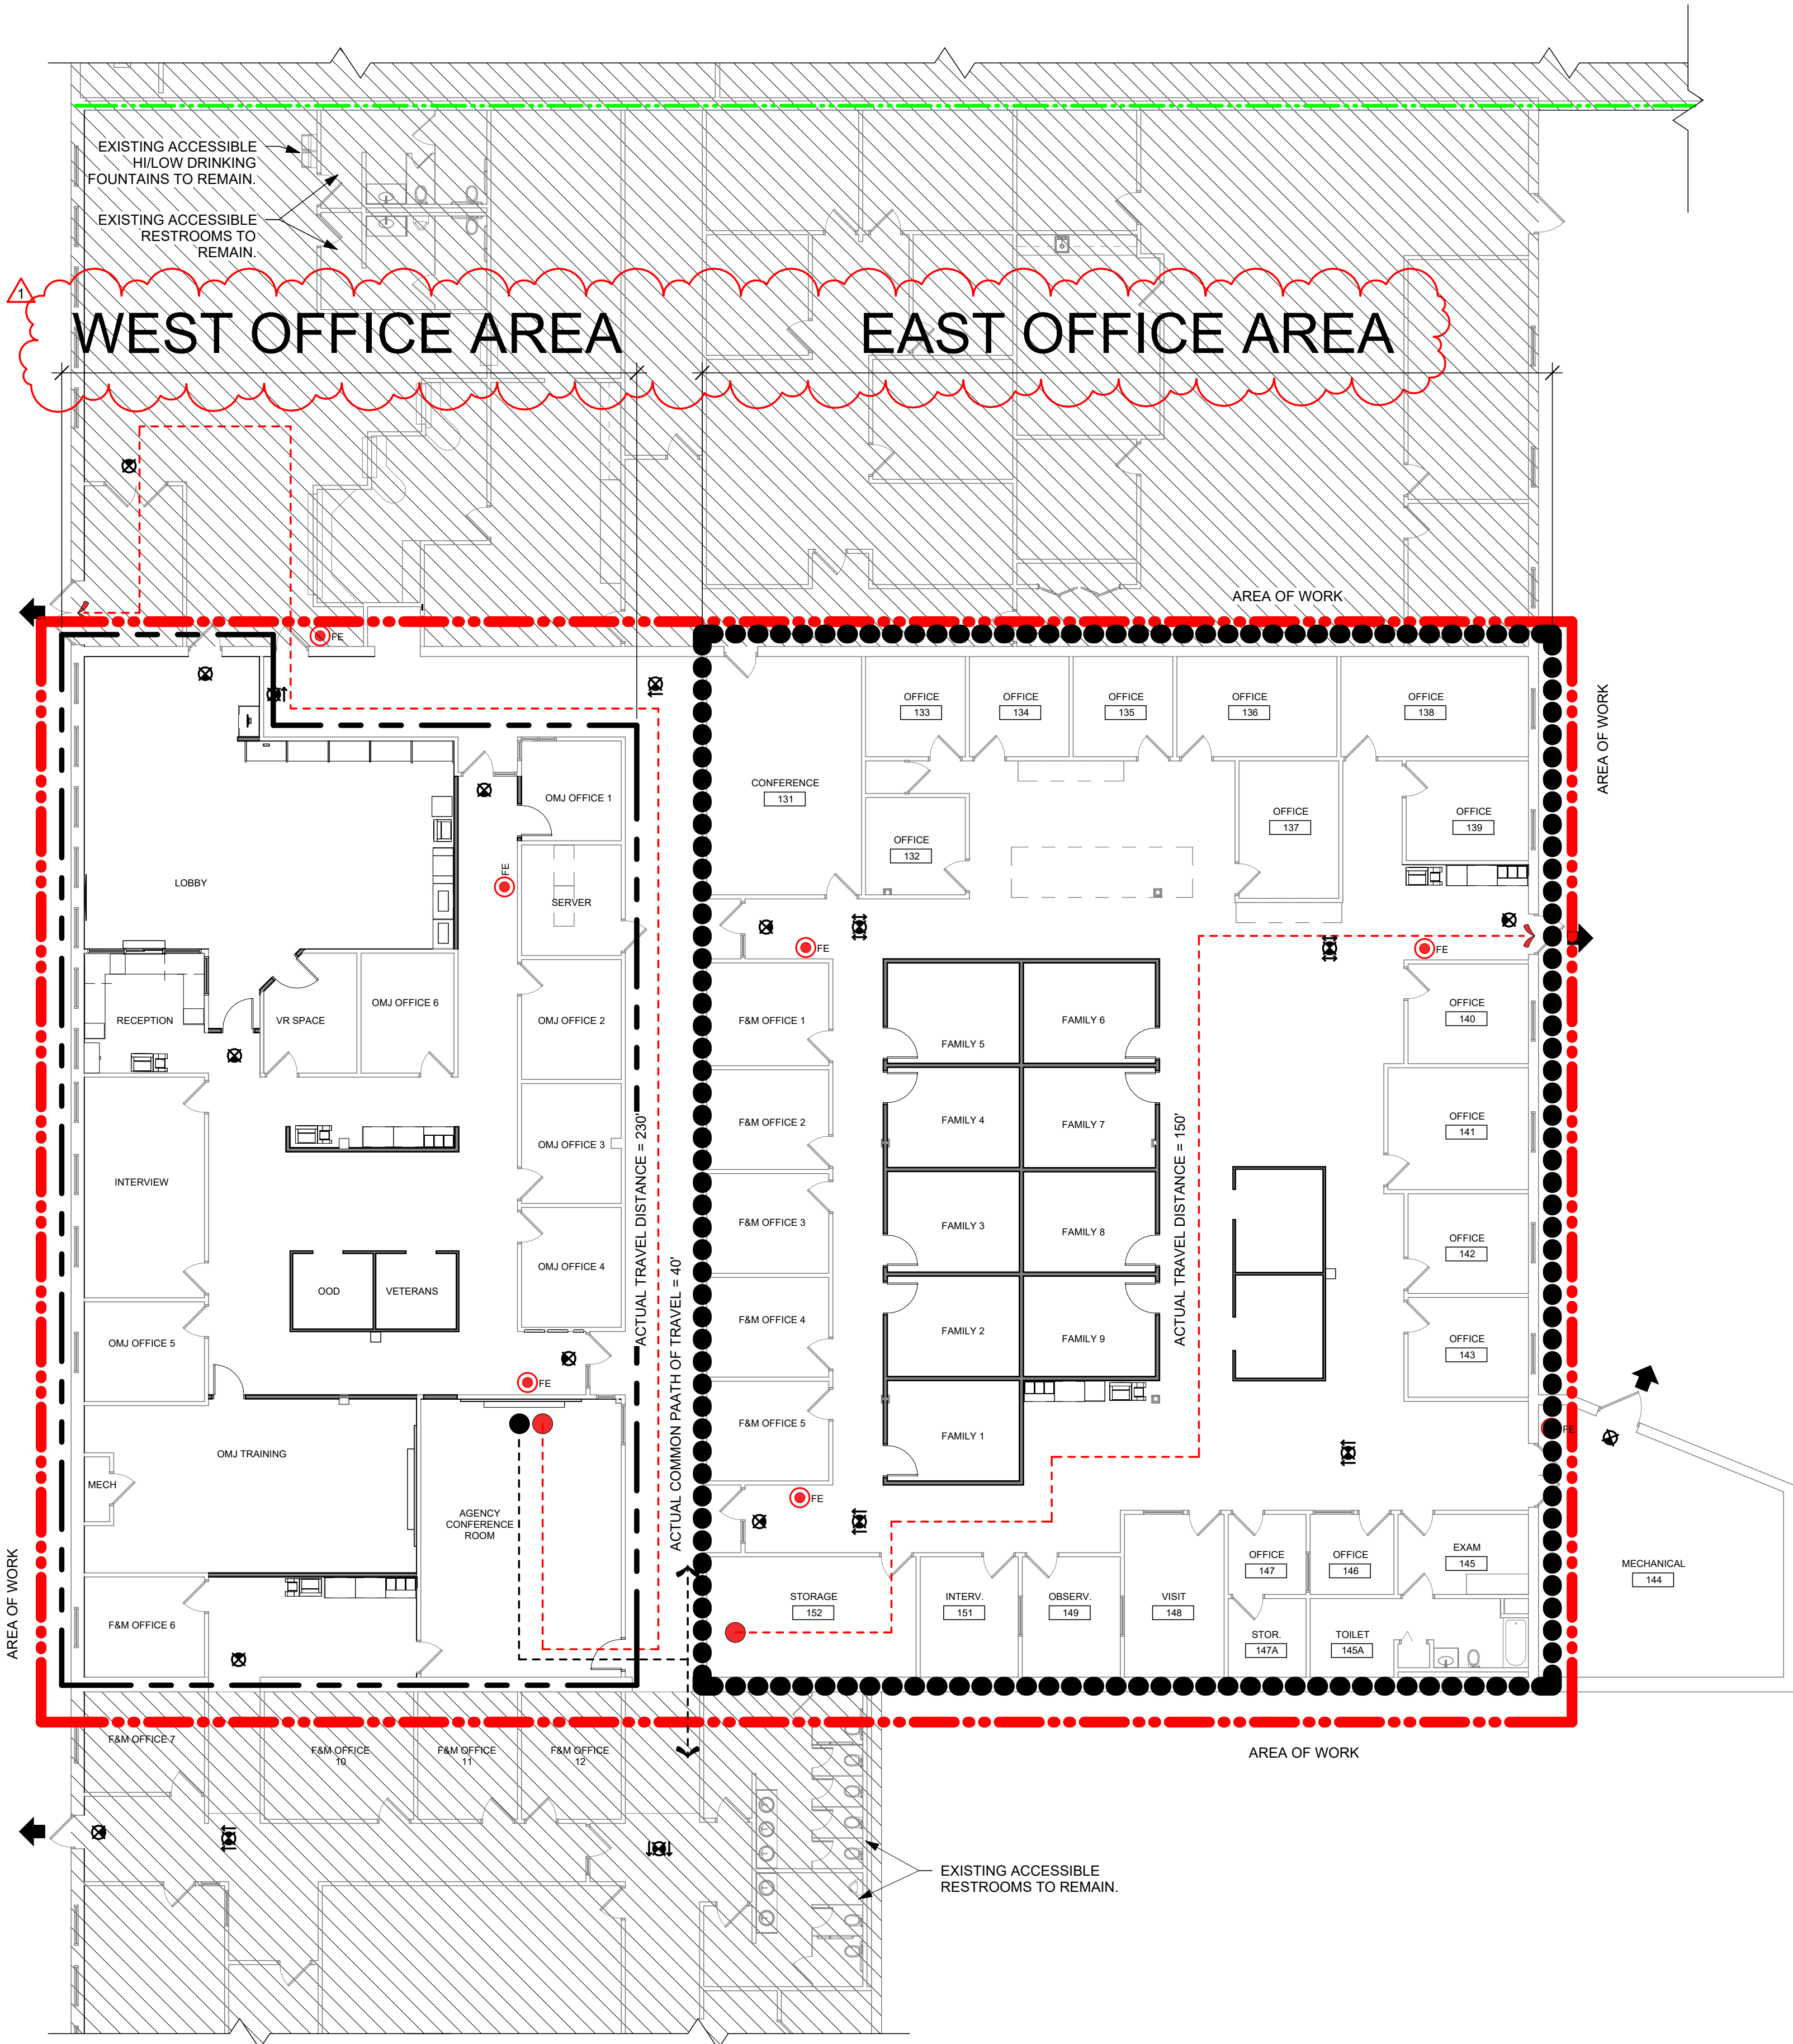 EXISTING ACCESSIBLE
HI/LOW DRINKING
FOUNTAINS TO REMAIN.
EXISTING ACCESSIBLE
RESTROOMS TO
REMAIN.
1
WEST OFFICE AREA
EAST OFFICE AREA
AREA OF WORK
FE
OFFICE
133
OFFICE
134
OFFICE
135
OFFICE
136
OFFICE
138
AREA OF WORK
CONFERENCE
131
OMJ OFFICE 1
OFFICE
132
OFFICE
137
OFFICE
139
FE
LOBBY
SERVER
FE
FE
RECEPTION
VR SPACE
OMJ OFFICE 6
OMJ OFFICE 2
F&M OFFICE 1
FAMILY 5
FAMILY 6
OFFICE
140
F&M OFFICE 2
FAMILY 4
FAMILY 7
OFFICE
141
INTERVIEW
OMJ OFFICE 3
ACTUAL TRAVEL DISTANCE = 230'
ACTUAL COMMON PAATH OF TRAVEL = 40'
ACTUAL TRAVEL DISTANCE = 150'
F&M OFFICE 3
FAMILY 3
FAMILY 8
OFFICE
142
OOD
VETERANS
OMJ OFFICE 4
F&M OFFICE 4
FAMILY 2
FAMILY 9
OFFICE
143
OMJ OFFICE 5
FE
F&M OFFICE 5
FAMILY 1
FE
OMJ TRAINING
MECH
AGENCY
CONFERENCE
ROOM
FE
AREA OF WORK
F&M OFFICE 6
STORAGE
152
INTERV.
151
OBSERV.
149
VISIT
148
OFFICE
147
OFFICE
146
EXAM
145
STOR.
147A
TOILET
145A
MECHANICAL
144
F&M OFFICE 7
F&M OFFICE
10
F&M OFFICE
11
F&M OFFICE
12
AREA OF WORK
EXISTING ACCESSIBLE
RESTROOMS TO REMAIN.